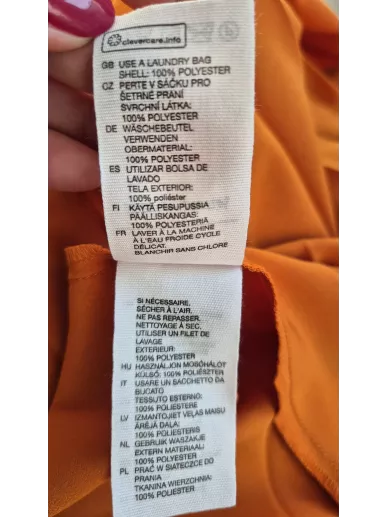 clevercare.info
GB USE A LAUNDRY BAG
SHELL: 100% POLYESTER
CZ PERTE V SÁČKU PRO
ŠETRNÉ PRANÍ
SVRCHNÍ LÁTKA:
100% POLYESTER
DE WÄSCHEBEUTEL
VERWENDEN
OBERMATERIAL:
100% POLYESTER
ES UTILIZAR BOLSA DE
LAVADO
TELA EXTERIOR:
100% poliéster
FI KÄYTÄ PESUPUSSIA
PÄÄLLISKANGAS:
100% POLYESTERIÄ
FR LAVER À LA MACHINE
À L'EAU FROIDE CYCLE
DÉLICAT.
BLANCHIR SANS CHLORE
SI NÉCESSAIRE.
SÉCHER À L'AIR.
NE PAS REPASSER.
NETTOYAGE À SEC.
UTILISER UN FILET DE
LAVAGE
EXTÉRIEUR:
100% POLYESTER
HU HASZNÁLJON MOSÓHÁLÓT
KÜLSŐ: 100% POLIÉSZTER
IT USARE UN SACCHETTO DA
BUCATO
TESSUTO ESTERNO:
100% POLIESTERE
LV IZMANTOJIET VEĻAS MAISU
ĀRĒJĀ DAĻA:
100% POLIESTERIS
NL GEBRUIK WASZAKJE
EXTERN MATERIAAL:
100% POLYESTER
PL PRAĆ W SIATECZCE DO
PRANIA
TKANINA WIERZCHNIA:
100% POLIESTER